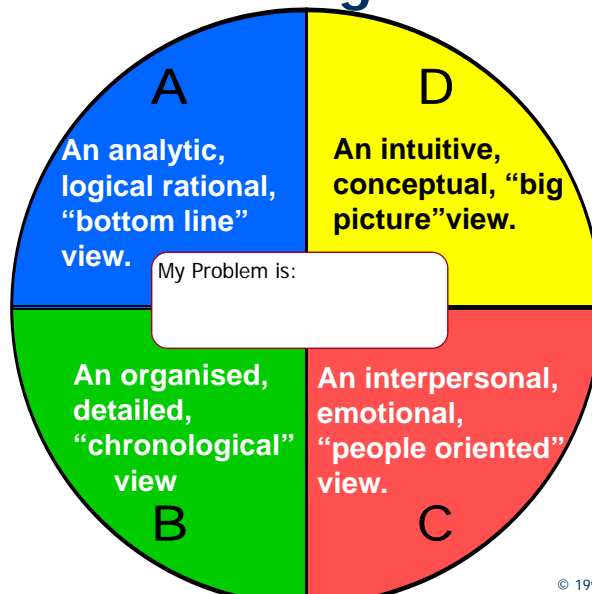 A
An analytic,
logical rational,
“bottom line”
view.
D
An intuitive,
conceptual, “big
picture”view.
My Problem is:
An organised,
detailed,
“chronological”
view
B
An interpersonal,
emotional,
“people oriented”
view.
C
©